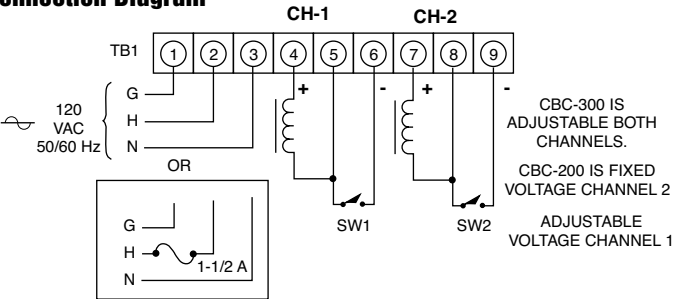 Connection Diagram
CH-1 CH-2
TB1 1 2 3 4 5 6 7 8 9
+ - + -
G
H
N
120
VAC
50/60 Hz
OR
G
H
N
1-1/2 A
SW1
SW2
CBC-300 IS
ADJUSTABLE BOTH
CHANNELS.
CBC-200 IS FIXED
VOLTAGE CHANNEL 2
ADJUSTABLE
VOLTAGE CHANNEL 1